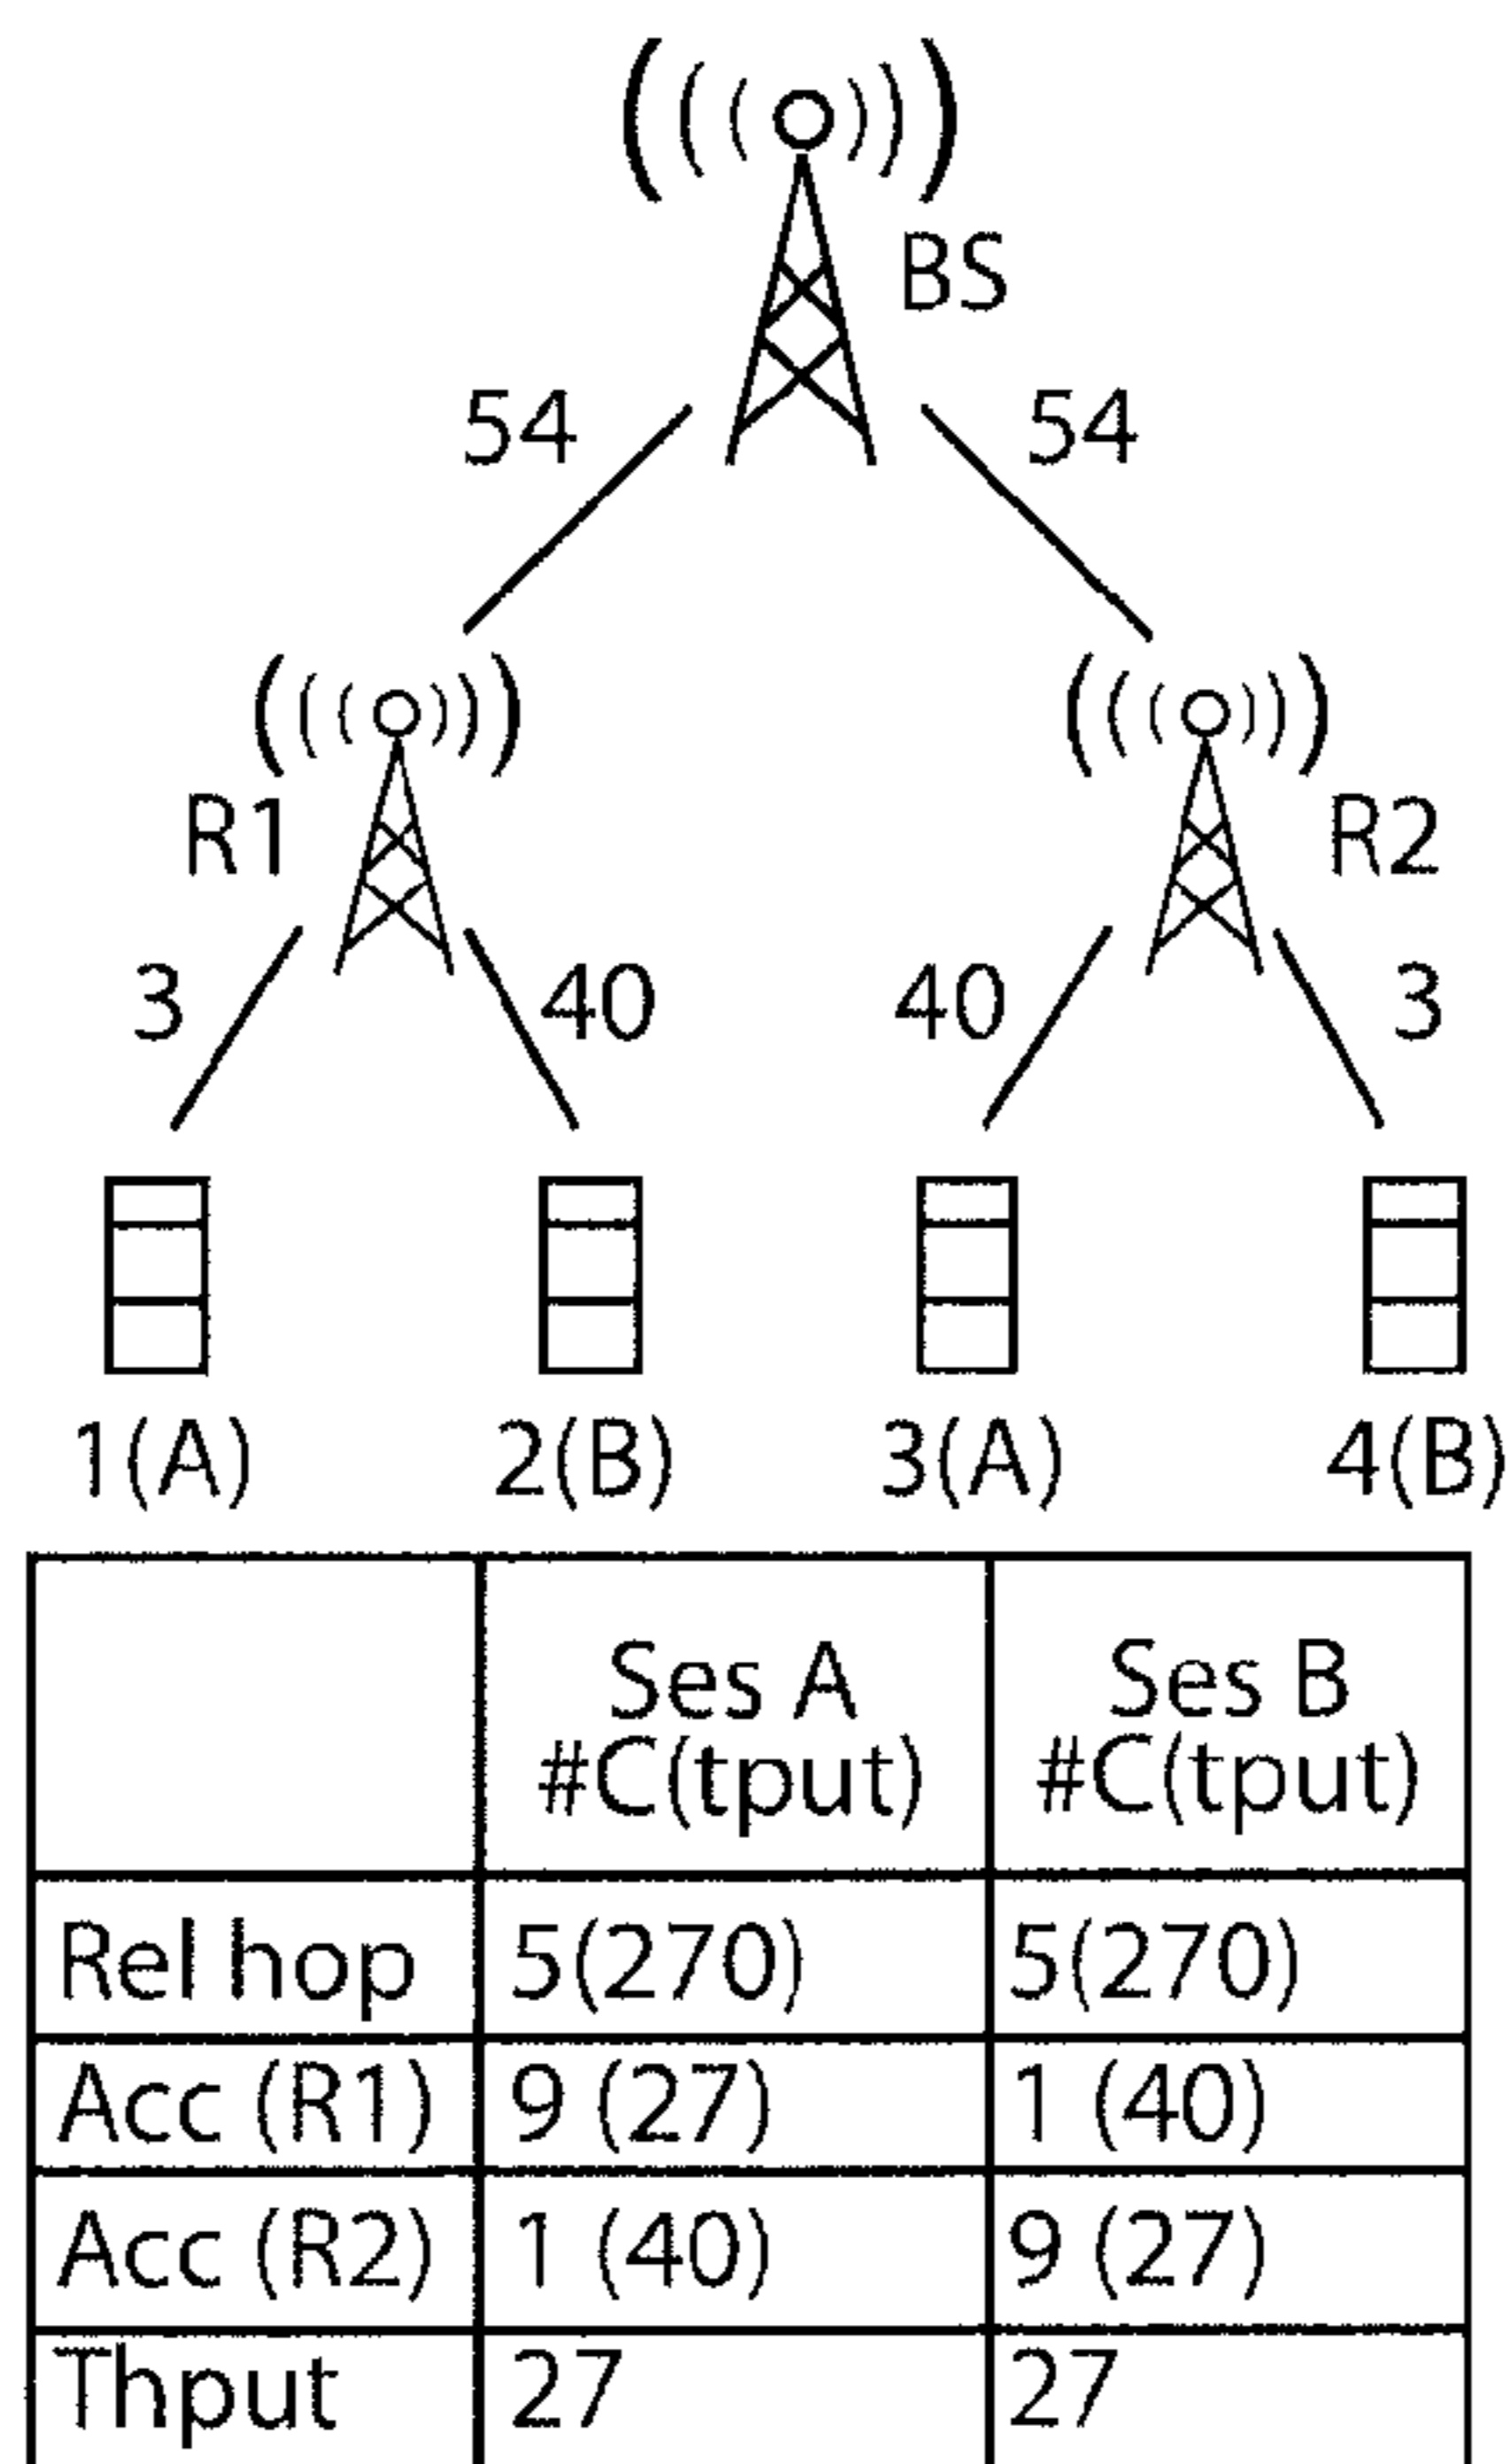 BS
54 54
R1 R2
3 40 40 3
1(A) 2(B) 3(A) 4(B)
Ses A Ses B
#C(tput) #C(tput)
Rel hop 5(270) 5(270)
Acc (R1) 9 (27) 1 (40)
Acc (R2) 1 (40) 9 (27)
Thput 27 27